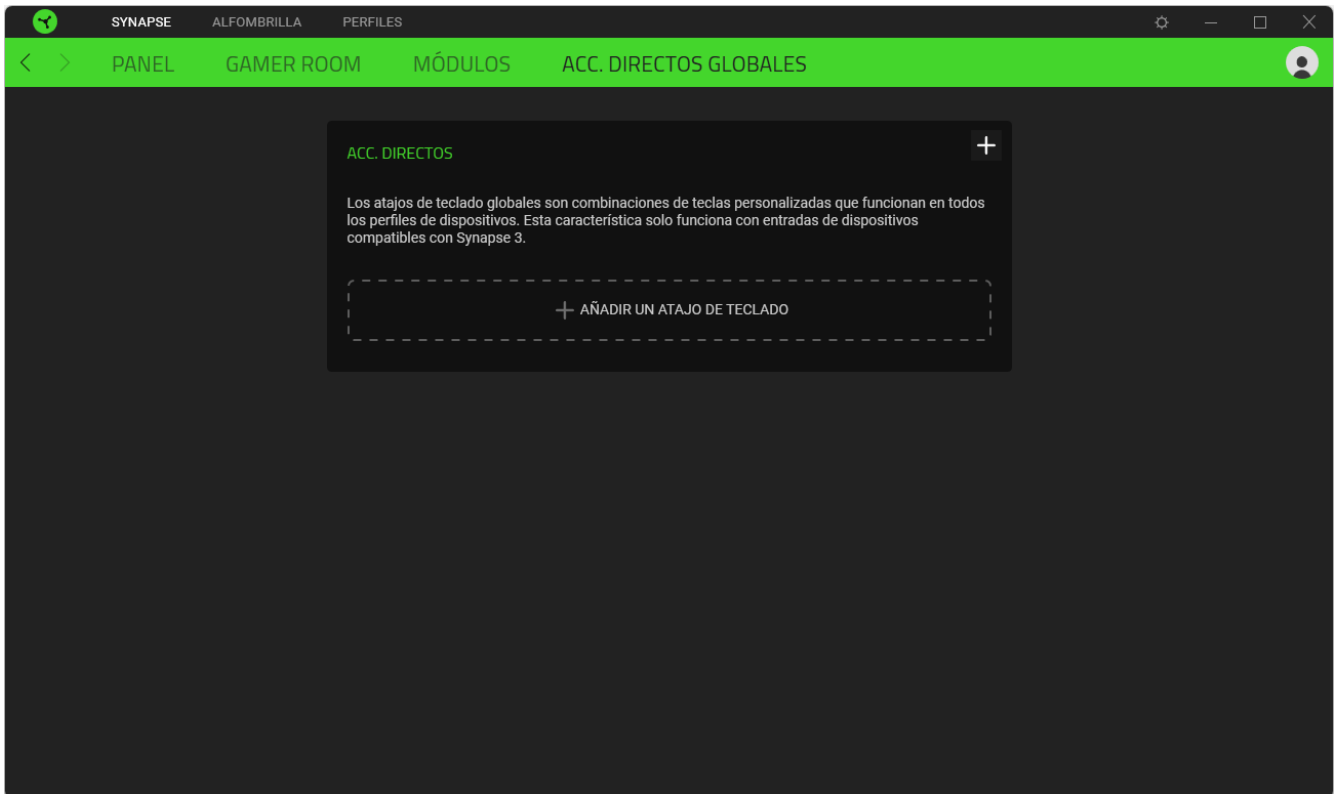 SYNAPSE ALFOMBRILLA PERFILES
PANEL GAMER ROOM MÓDULOS ACC. DIRECTOS GLOBALES
ACC. DIRECTOS
Los atajos de teclado globales son combinaciones de teclas personalizadas que funcionan en todos
los perfiles de dispositivos. Esta característica solo funciona con entradas de dispositivos
compatibles con Synapse 3.
AÑADIR UN ATAJO DE TECLADO